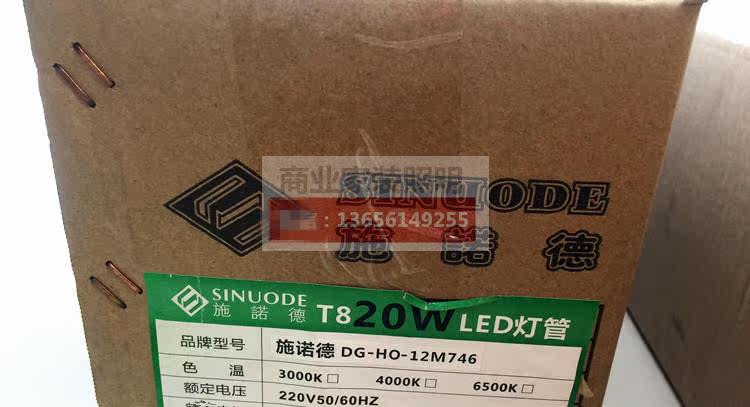 商业家装照明
SINUODE
：13656149255
施諾德
SINUODE
施諾德
T8 20W LED灯管
品牌型号 施诺德 DG-HO-12M746
色温 3000K□ 4000K□ 6500K□
额定电压 220V50/60HZ